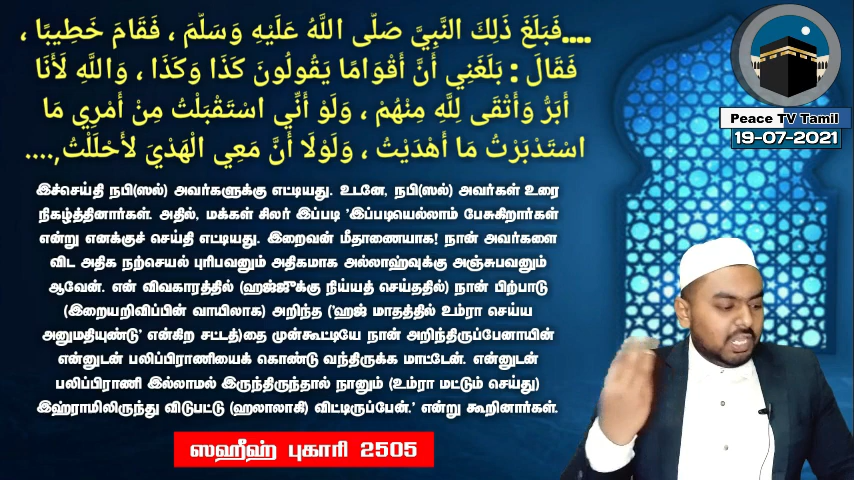 ....فَبَلَغَ ذَلِكَ النَّبِيَّ صَلَّى اللَّهُ عَلَيْهِ وَسَلَّمَ ، فَقَامَ خَطِيبًا ،
فَقَالَ : بَلَغَنِي أَنَّ أَقْوَامًا يَقُولُونَ كَذَا وَكَذَا ، وَاللَّهِ لَأَنَا
أَبَرُّ وَأَتْقَى لِلَّهِ مِنْهُمْ ، وَلَوْ أَنِّي اسْتَقْبَلْتُ مِنْ أَمْرِي مَا
اسْتَدْبَرْتُ مَا أَهْدَيْتُ ، وَلَوْلَا أَنَّ مَعِي الْهَدْيَ لأَحْلَلْتُ ,....
இச்செய்தி நபி(ஸல்) அவர்களுக்கு எட்டியது. உடனே, நபி(ஸல்) அவர்கள் உரை
நிகழ்த்தினார்கள். அதில், மக்கள் சிலர் இப்படி 'இப்படியெல்லாம் பேசுகிறார்கள்
என்று எனக்குச் செய்தி எட்டியது. இறைவன் மீதாணையாக! நான் அவர்களை
விட அதிக நற்செயல் புரிபவனும் அதிகமாக அல்லாஹ்வுக்கு அஞ்சுபவனும்
ஆவேன். என் விவகாரத்தில் (ஹஜ்ஜுக்கு நிய்யத் செய்ததில்) நான் பிற்பாடு
(இறையறிவிப்பின் வாயிலாக) அறிந்த ('ஹஜ் மாதத்தில் உம்ரா செய்ய
அனுமதியுண்டு' என்கிற சட்டத்)தை முன்கூட்டியே நான் அறிந்திருப்பேனாயின்
என்னுடன் பலிப்பிராணியைக் கொண்டு வந்திருக்க மாட்டேன். என்னுடன்
பலிப்பிராணி இல்லாமல் இருந்திருந்தால் நானும் (உம்ரா மட்டும் செய்து)
இஹ்ராமிலிருந்து விடுபட்டு (ஹலாலாகி) விட்டிருப்பேன்.' என்று கூறினார்கள்.
ஸஹீஹ் புகாரி 2505
Peace TV Tamil
19-07-2021